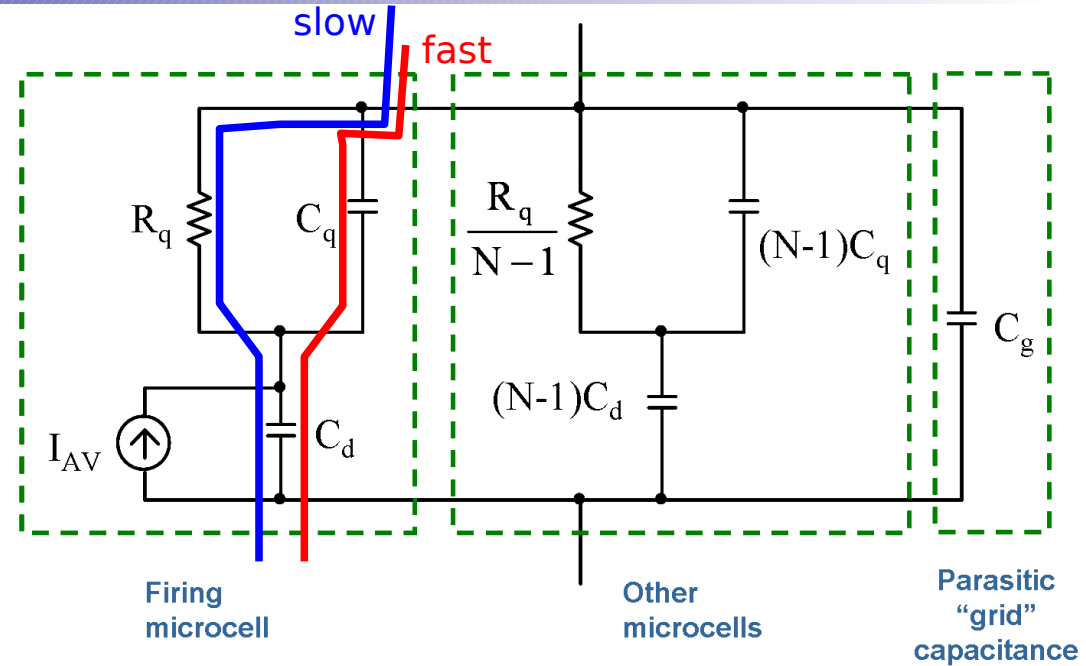 slow
fast
R_q
C_q
R_q
N − 1
(N-1)C_q
C_g
I_AV
C_d
(N-1)C_d
Firing
microcell
Other
microcells
Parasitic
“grid”
capacitance